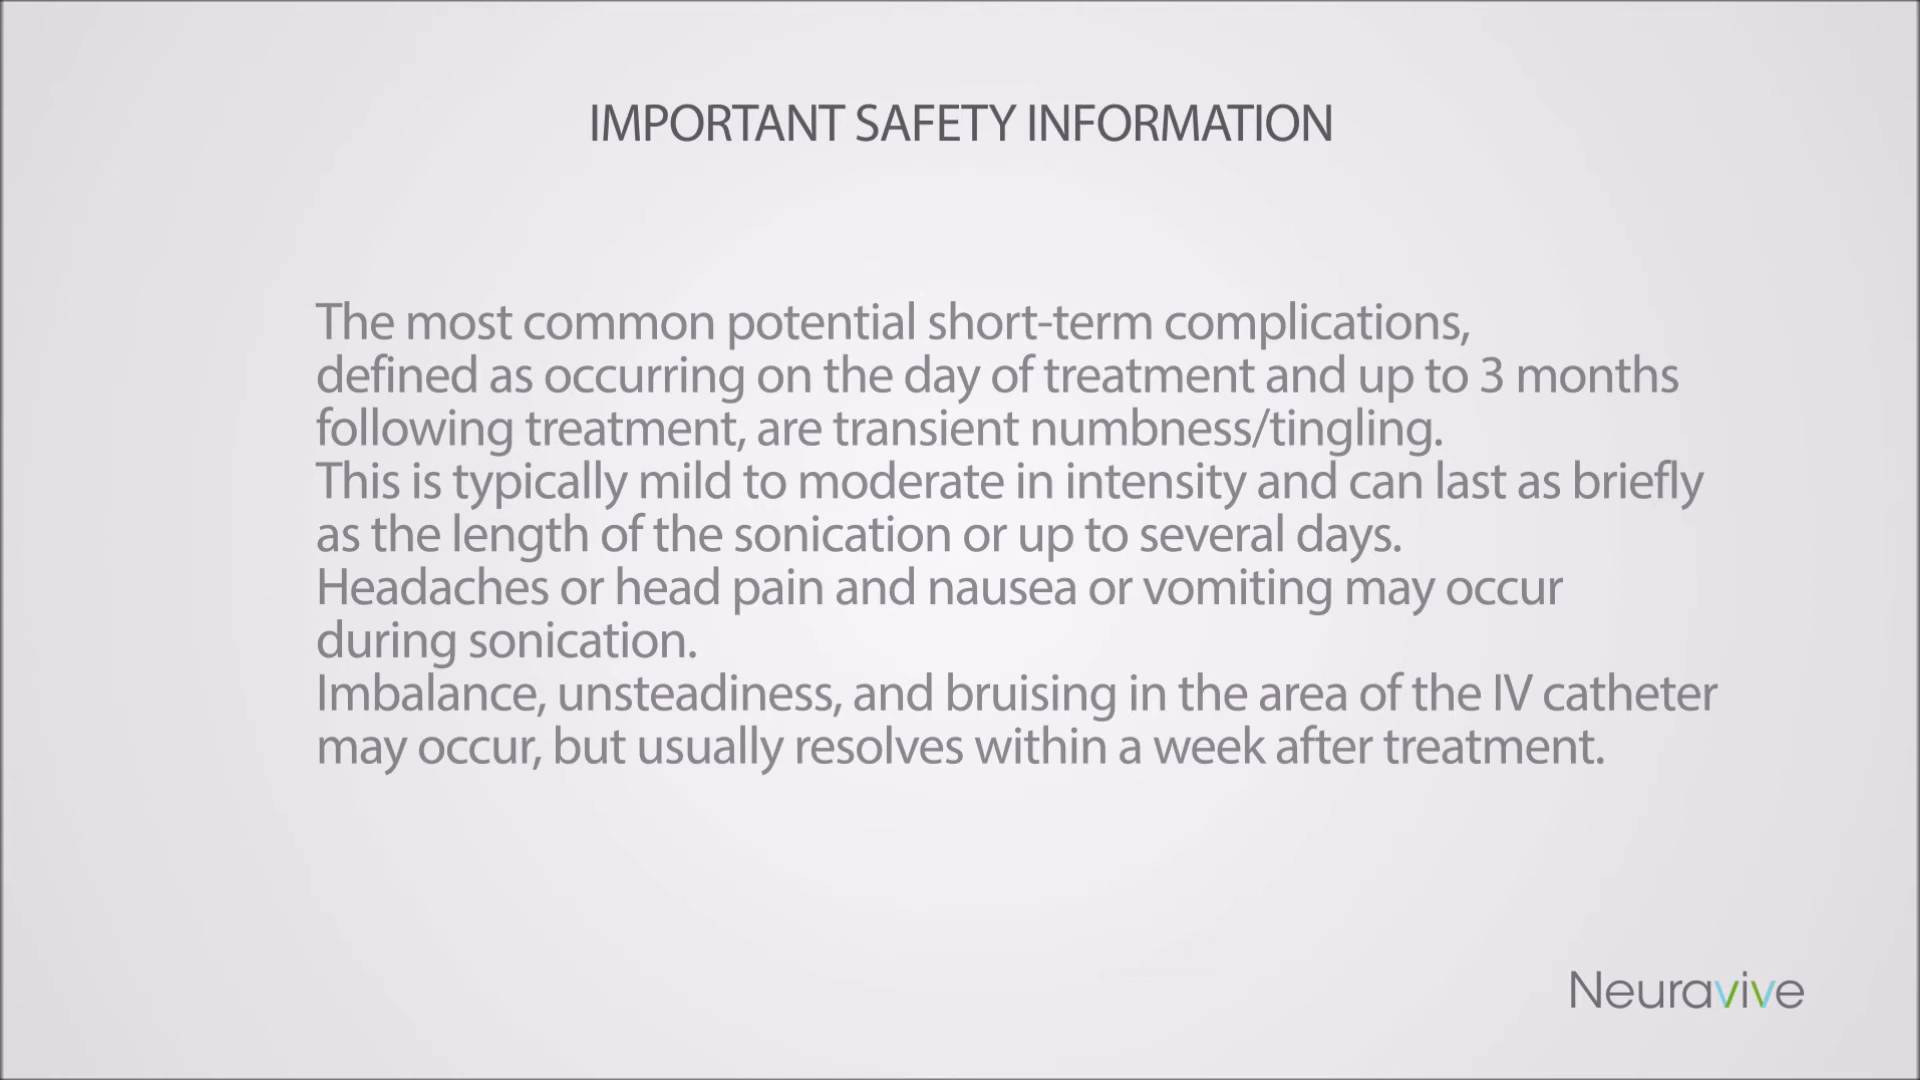 IMPORTANT SAFETY INFORMATION
The most common potential short-term complications,
defined as occurring on the day of treatment and up to 3 months
following treatment, are transient numbness/tingling.
This is typically mild to moderate in intensity and can last as briefly
as the length of the sonication or up to several days.
Headaches or head pain and nausea or vomiting may occur
during sonication.
Imbalance, unsteadiness, and bruising in the area of the IV catheter
may occur, but usually resolves within a week after treatment.
Neuravive